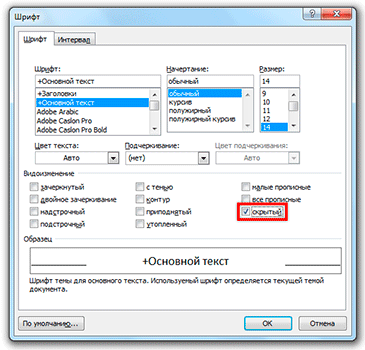 Шрифт
Шрифт Интервал
Шрифт: Начертание: Размер:
+Основной текст обычный 14
+Заголовки обычный 9
+Основной текст курсив 10
Adobe Arabic полужирный 11
Adobe Caslon Pro полужирный курсив 12
Adobe Caslon Pro Bold 14
Цвет текста: Подчеркивание: Цвет подчеркивания:
Авто (нет) Авто
Видоизменение
зачеркнутый с тенью малые прописные
двойное зачеркивание контур все прописные
надстрочный приподнятый скрытый
подстрочный утопленный
Образец
+Основной текст
Шрифт темы для основного текста. Используемый шрифт определяется текущей темой
документа.
По умолчанию... ОК Отмена